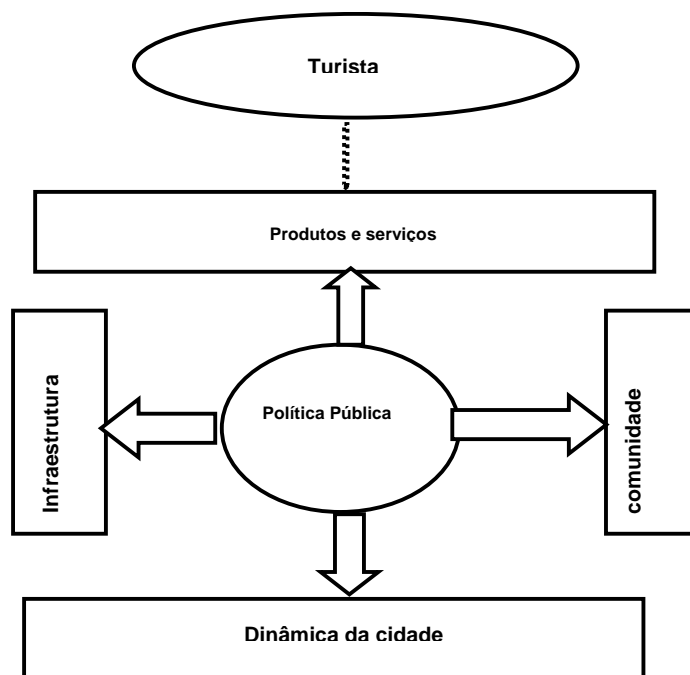 Turista
Produtos e serviços
Infraestrutura
Política Pública
comunidade
Dinâmica da cidade